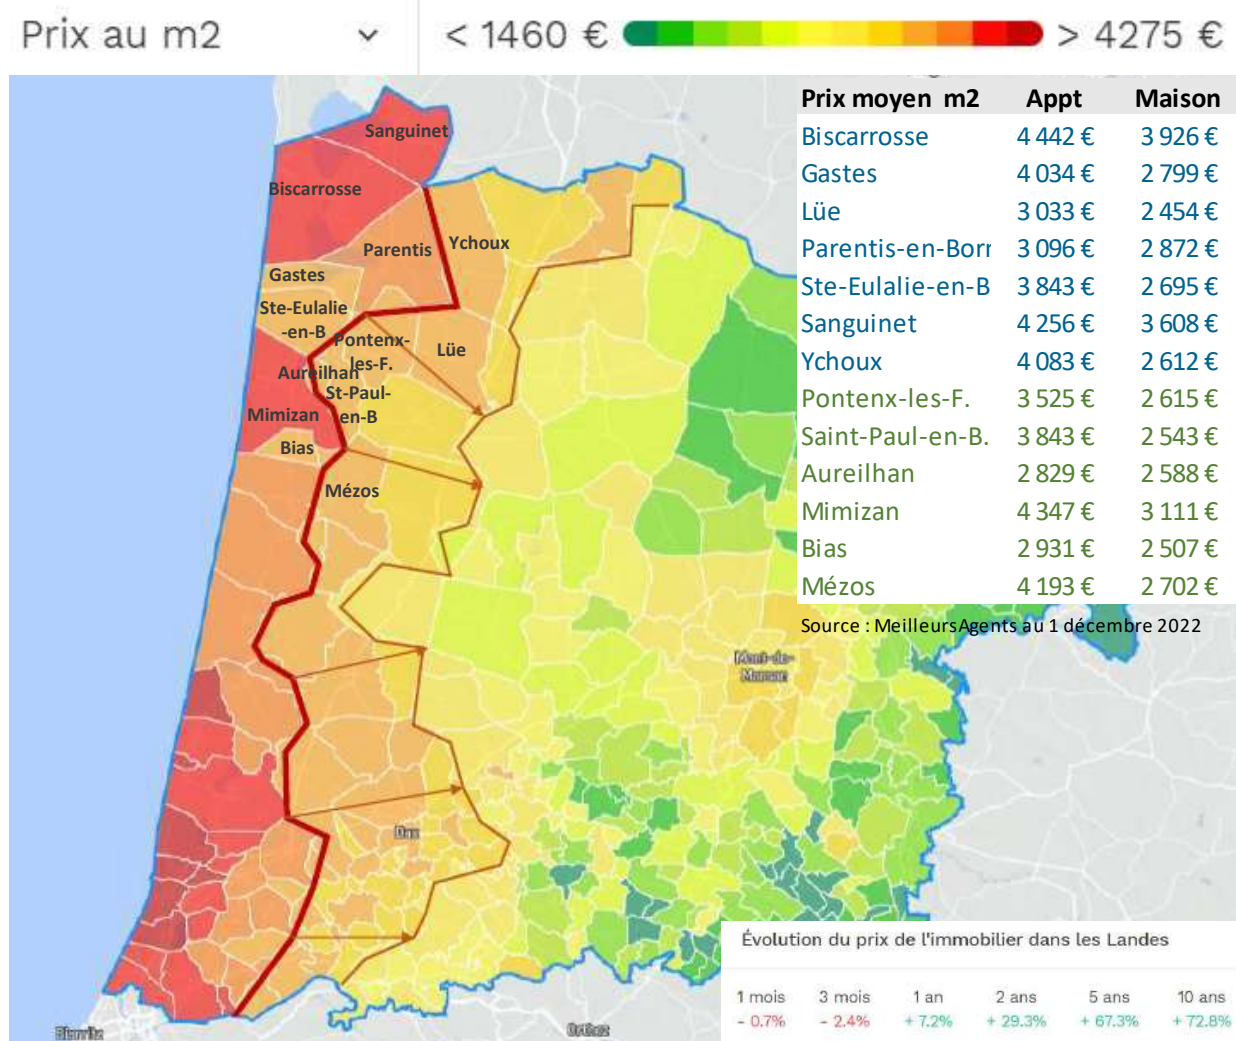 Prix au m2 < 1460 € > 4275 €
Prix moyen m2 Appt Maison
Biscarrosse 4 442 € 3 926 €
Gastes 4 034 € 2 799 €
Lüe 3 033 € 2 454 €
Parentis-en-Borr 3 096 € 2 872 €
Ste-Eulalie-en-B 3 843 € 2 695 €
Sanguinet 4 256 € 3 608 €
Ychoux 4 083 € 2 612 €
Pontenx-les-F. 3 525 € 2 615 €
Saint-Paul-en-B. 3 843 € 2 543 €
Aureilhan 2 829 € 2 588 €
Mimizan 4 347 € 3 111 €
Bias 2 931 € 2 507 €
Mézos 4 193 € 2 702 €
Source : MeilleursAgents au 1 décembre 2022
Sanguinet
Biscarrosse
Parentis
Ychoux
Gastes
Ste-Eulalie
-en-B
Pontenx-
les-F.
Lüe
Aureilhan
St-Paul-
en-B
Mimizan
Bias
Mézos
Mont-de-
Marsan
Dax
Biarritz
Orthez
Évolution du prix de l'immobilier dans les Landes
1 mois 3 mois 1 an 2 ans 5 ans 10 ans
- 0.7% - 2.4% + 7.2% + 29.3% + 67.3% + 72.8%